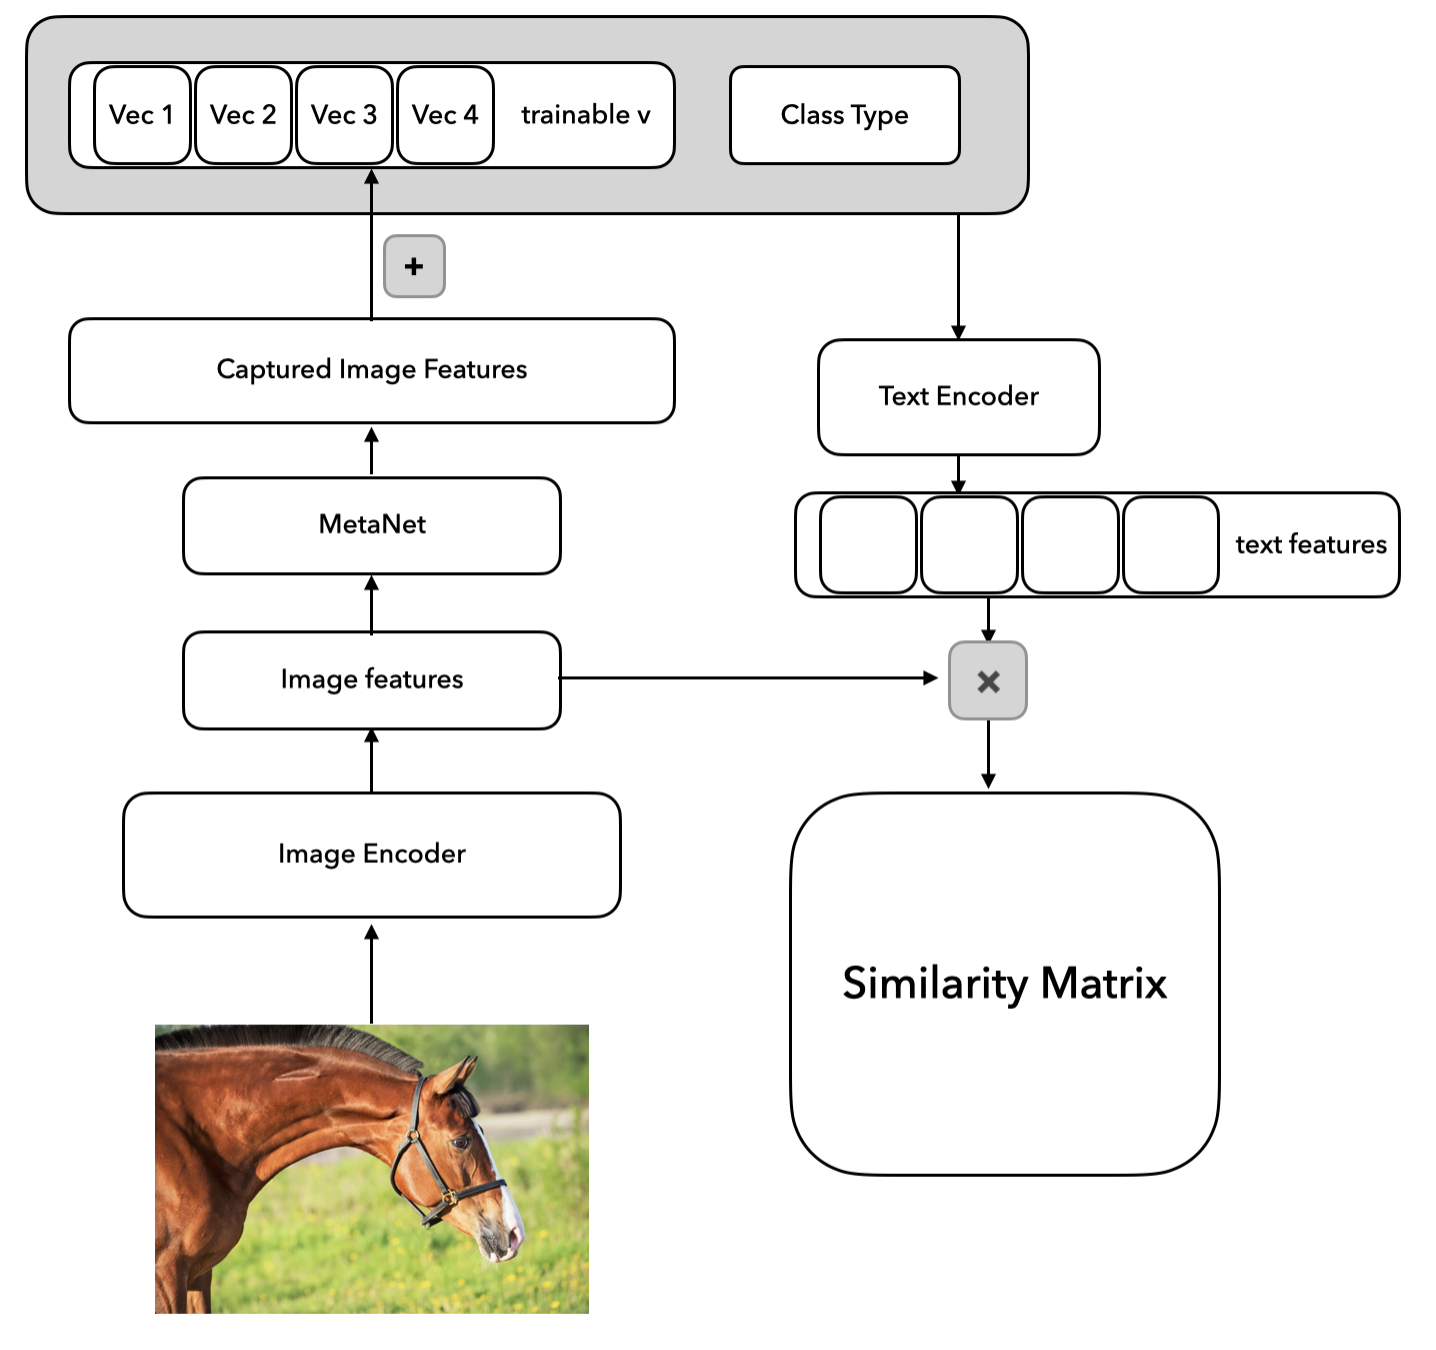 Vec 1
Vec 2
Vec 3
Vec 4
trainable v
Class Type
+
Captured Image Features
Text Encoder
MetaNet
text features
Image features
×
Image Encoder
Similarity Matrix